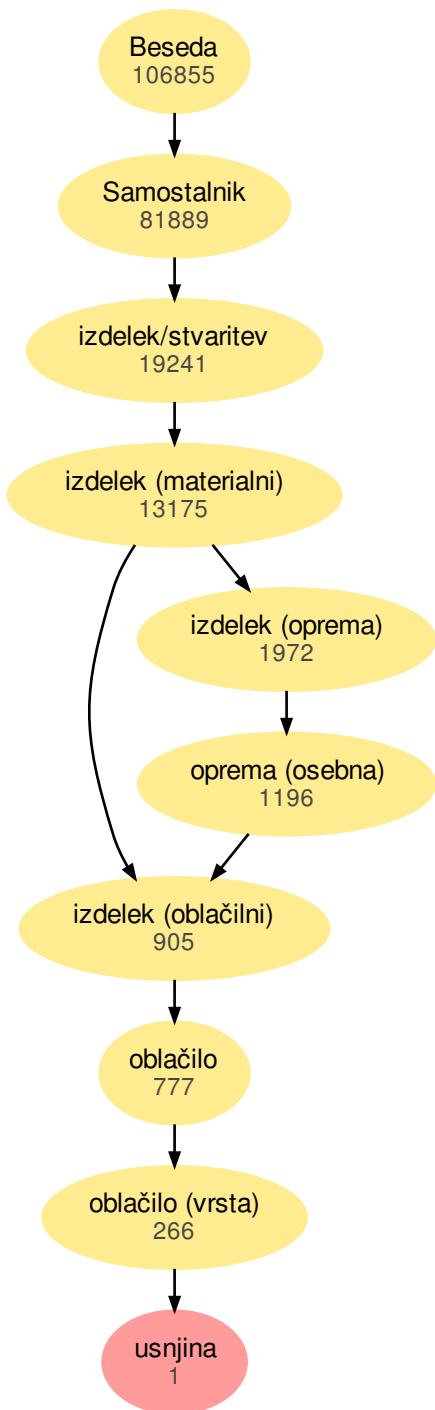 Beseda
106855
Samostalnik
81889
izdelek/stvaritev
19241
izdelek (materialni)
13175
izdelek (oprema)
1972
oprema (osebna)
1196
izdelek (oblačilni)
905
oblačilo
777
oblačilo (vrsta)
266
usnjina
1